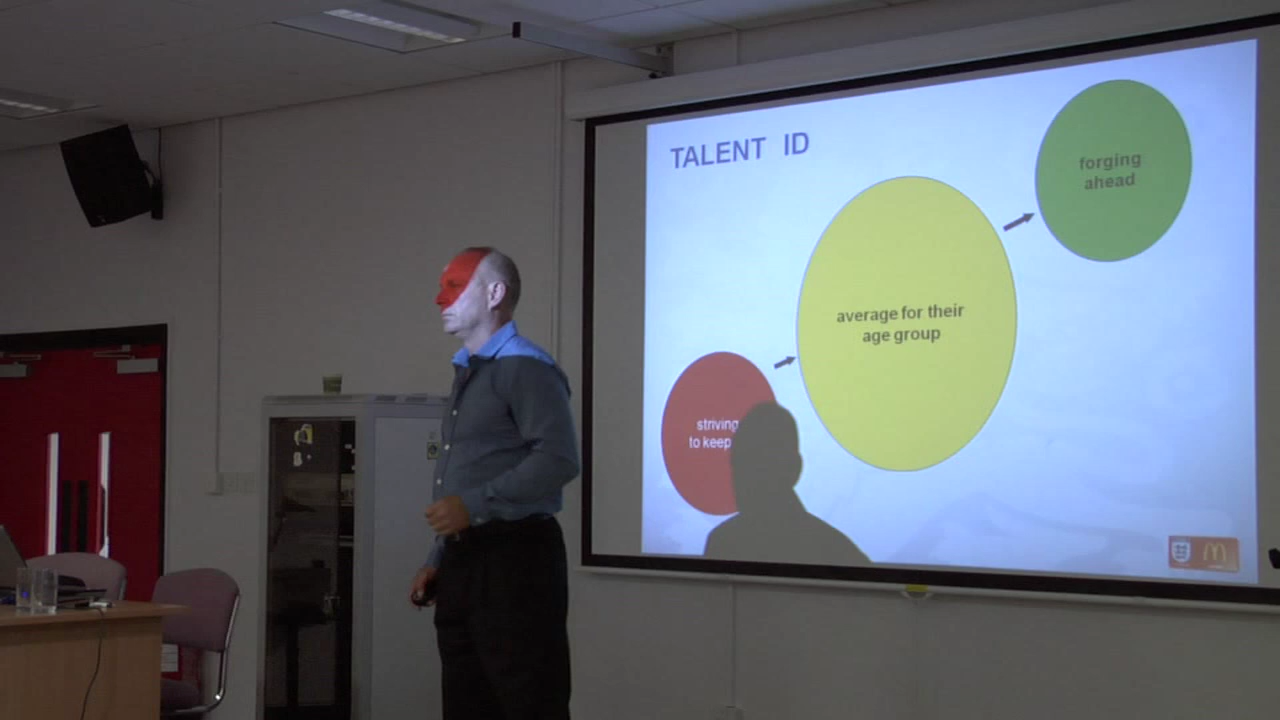 TALENT ID
forging
ahead
average for their
age group
striving
to keep